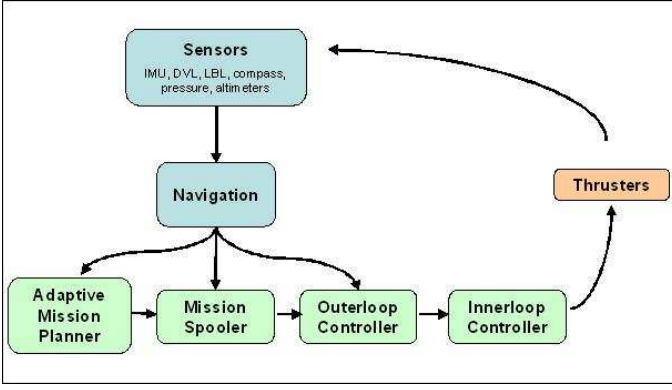 Sensors
IMU, DVL, LBL, compass,
pressure, altimeters
Navigation
Thrusters
Adaptive
Mission
Planner
Mission
Spooler
Outerloop
Controller
Innerloop
Controller